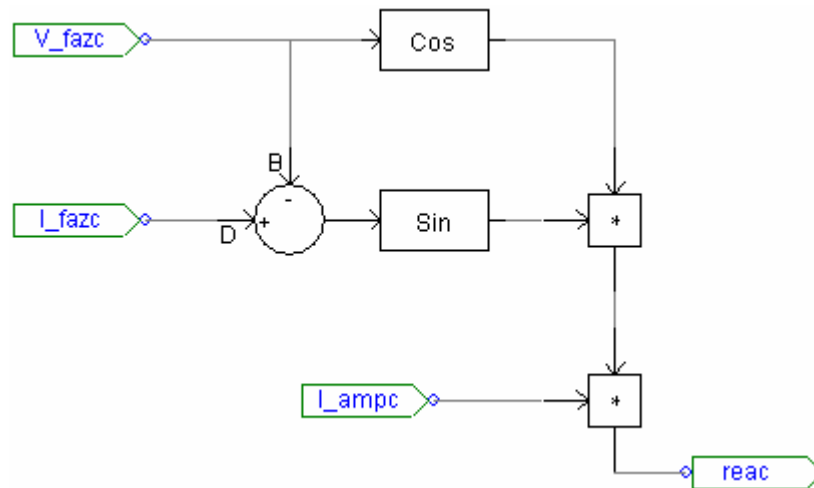 V_fazc
Cos
B
-
I_fazc
D
+
Sin
*
I_ampc
*
reac